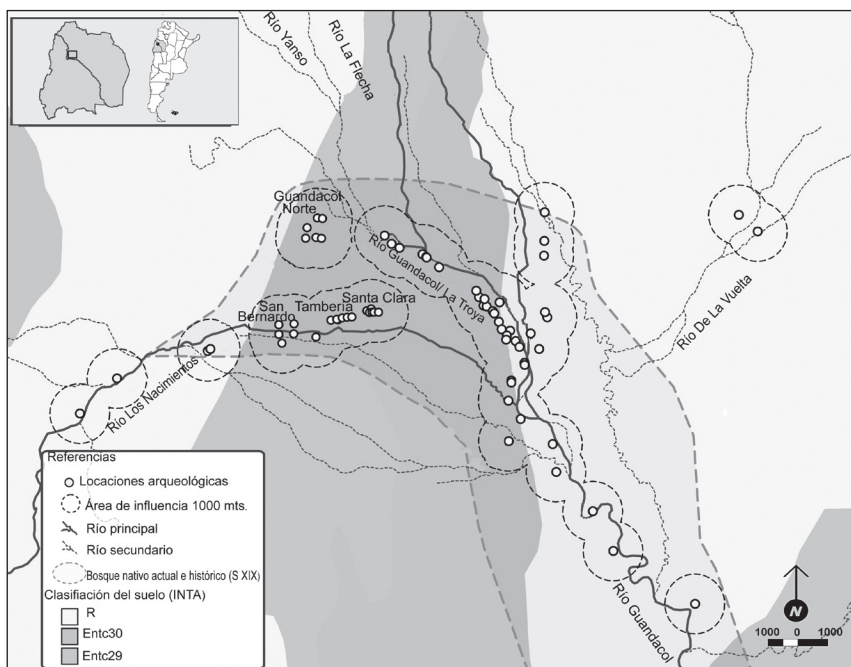 Río Yanso
Río La Flecha
Guandacol
Norte
Río Guandacol/ La Troya
San
Bernardo
Tambería
Santa Clara
Río De La Vuelta
Río Los Nacimientos
Río Guandacol
Referencias
Locaciones arqueológicas
Área de influencia 1000 mts.
Río principal
Río secundario
Bosque nativo actual e histórico (S XIX)
Clasifiación del suelo (INTA)
R
Entc30
Entc29
N
1000 0 1000